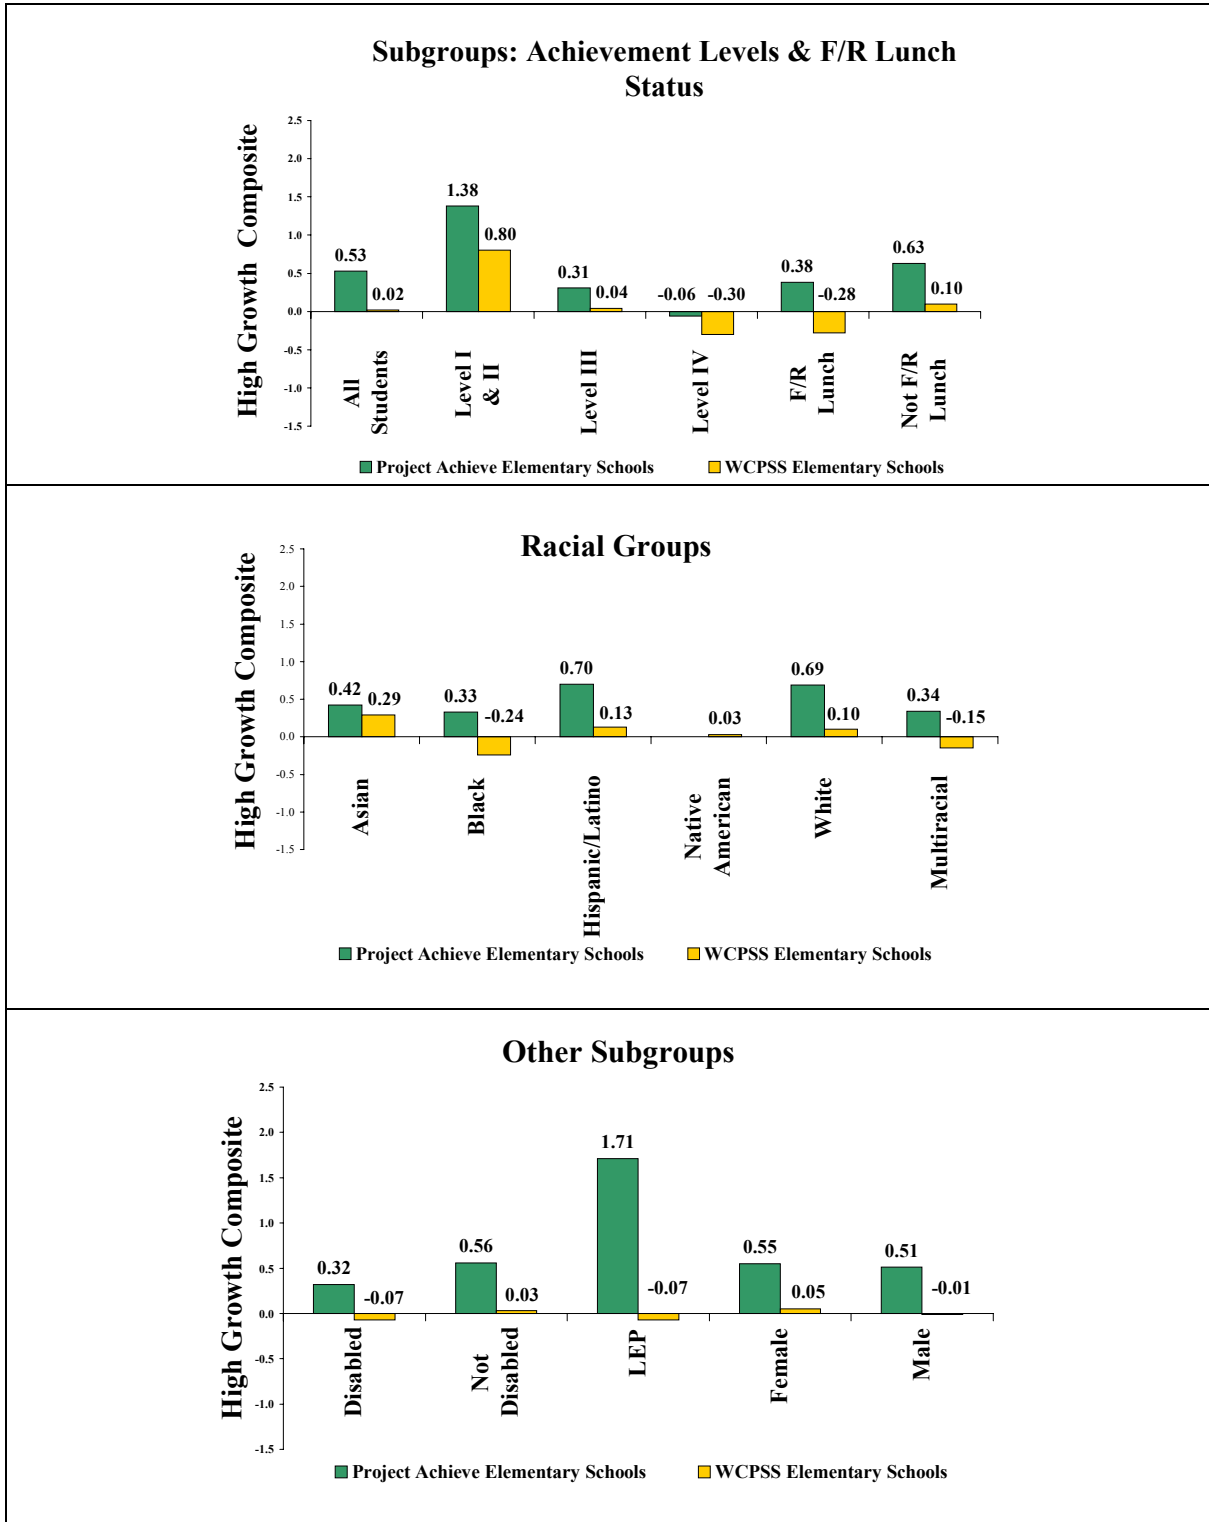 Subgroups: Achievement Levels & F/R Lunch
Status
High Growth Composite
2.5
2.0
1.5
1.0
0.5
0.0
-0.5
-1.0
-1.5
0.53
0.02
1.38
0.80
0.31
0.04
-0.06
-0.30
0.38
-0.28
0.63
0.10
All
Students
Level I
& II
Level III
Level IV
F/R
Lunch
Not F/R
Lunch
Project Achieve Elementary Schools
WCPSS Elementary Schools
Racial Groups
High Growth Composite
2.5
2.0
1.5
1.0
0.5
0.0
-0.5
-1.0
-1.5
0.42
0.29
0.33
-0.24
0.70
0.13
0.03
0.69
0.10
0.34
-0.15
Asian
Black
Hispanic/Latino
Native
American
White
Multiracial
Project Achieve Elementary Schools
WCPSS Elementary Schools
Other Subgroups
High Growth Composite
2.5
2.0
1.5
1.0
0.5
0.0
-0.5
-1.0
-1.5
0.32
-0.07
0.56
0.03
1.71
-0.07
0.55
0.05
0.51
-0.01
Disabled
Not
Disabled
LEP
Female
Male
Project Achieve Elementary Schools
WCPSS Elementary Schools